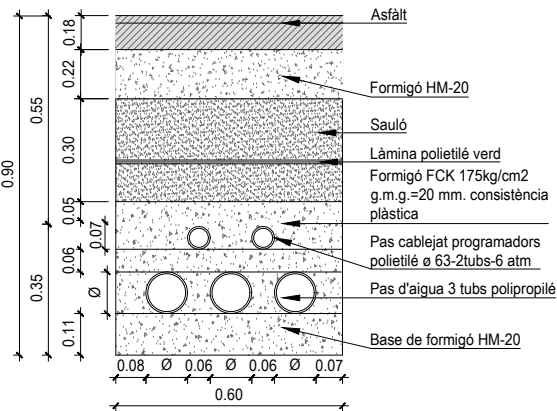 Asfàlt
Formigó HM-20
Sauló
Làmina polietilé verd
Formigó FCK 175kg/cm2
g.m.g.=20 mm. consistència
plàstica
Pas cablejat programadors
polietilé ø 63-2tubs-6 atm
Pas d'aigua 3 tubs polipropilé
Base de formigó HM-20
0.90
0.55
0.35
0.18
0.22
0.30
0.05
0.07
0.06
Ø
0.11
0.08 Ø 0.06 Ø 0.06 Ø 0.07
0.60